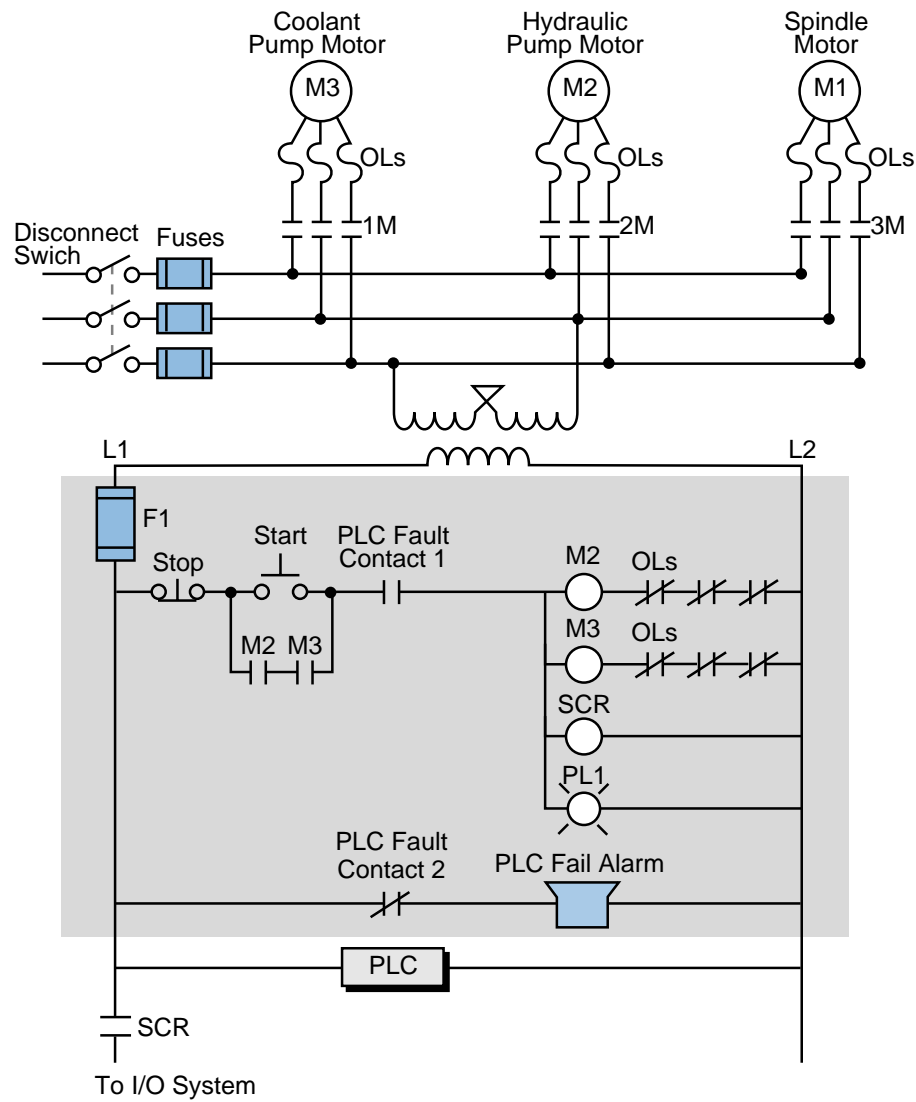 Coolant
Pump Motor
Hydraulic
Pump Motor
Spindle
Motor
M3
M2
M1
OLs
OLs
OLs
1M
2M
3M
Disconnect
Swich
Fuses
L1
L2
F1
Stop
Start
PLC Fault
Contact 1
M2
OLs
M2
M3
M3
OLs
SCR
PL1
PLC Fault
Contact 2
PLC Fail Alarm
PLC
SCR
To I/O System